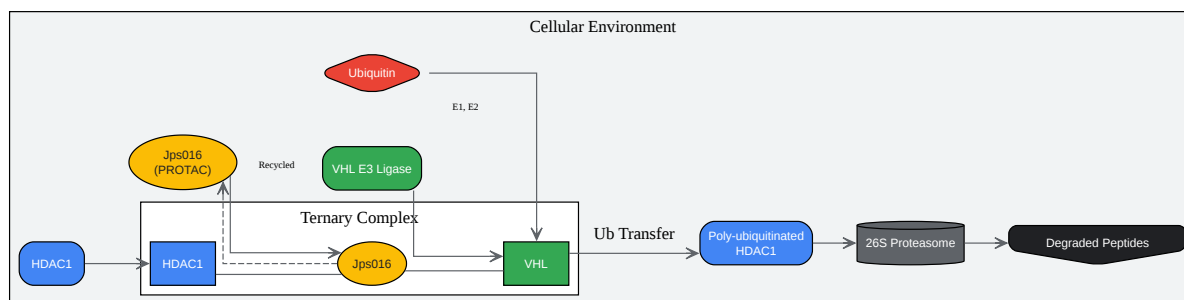 Cellular Environment
Ubiquitin
E1, E2
Jps016
(PROTAC)
Recycled
VHL E3 Ligase
Ternary Complex
Ub Transfer
HDAC1
HDAC1
Jps016
VHL
Poly-ubiquitinated
HDAC1
26S Proteasome
Degraded Peptides